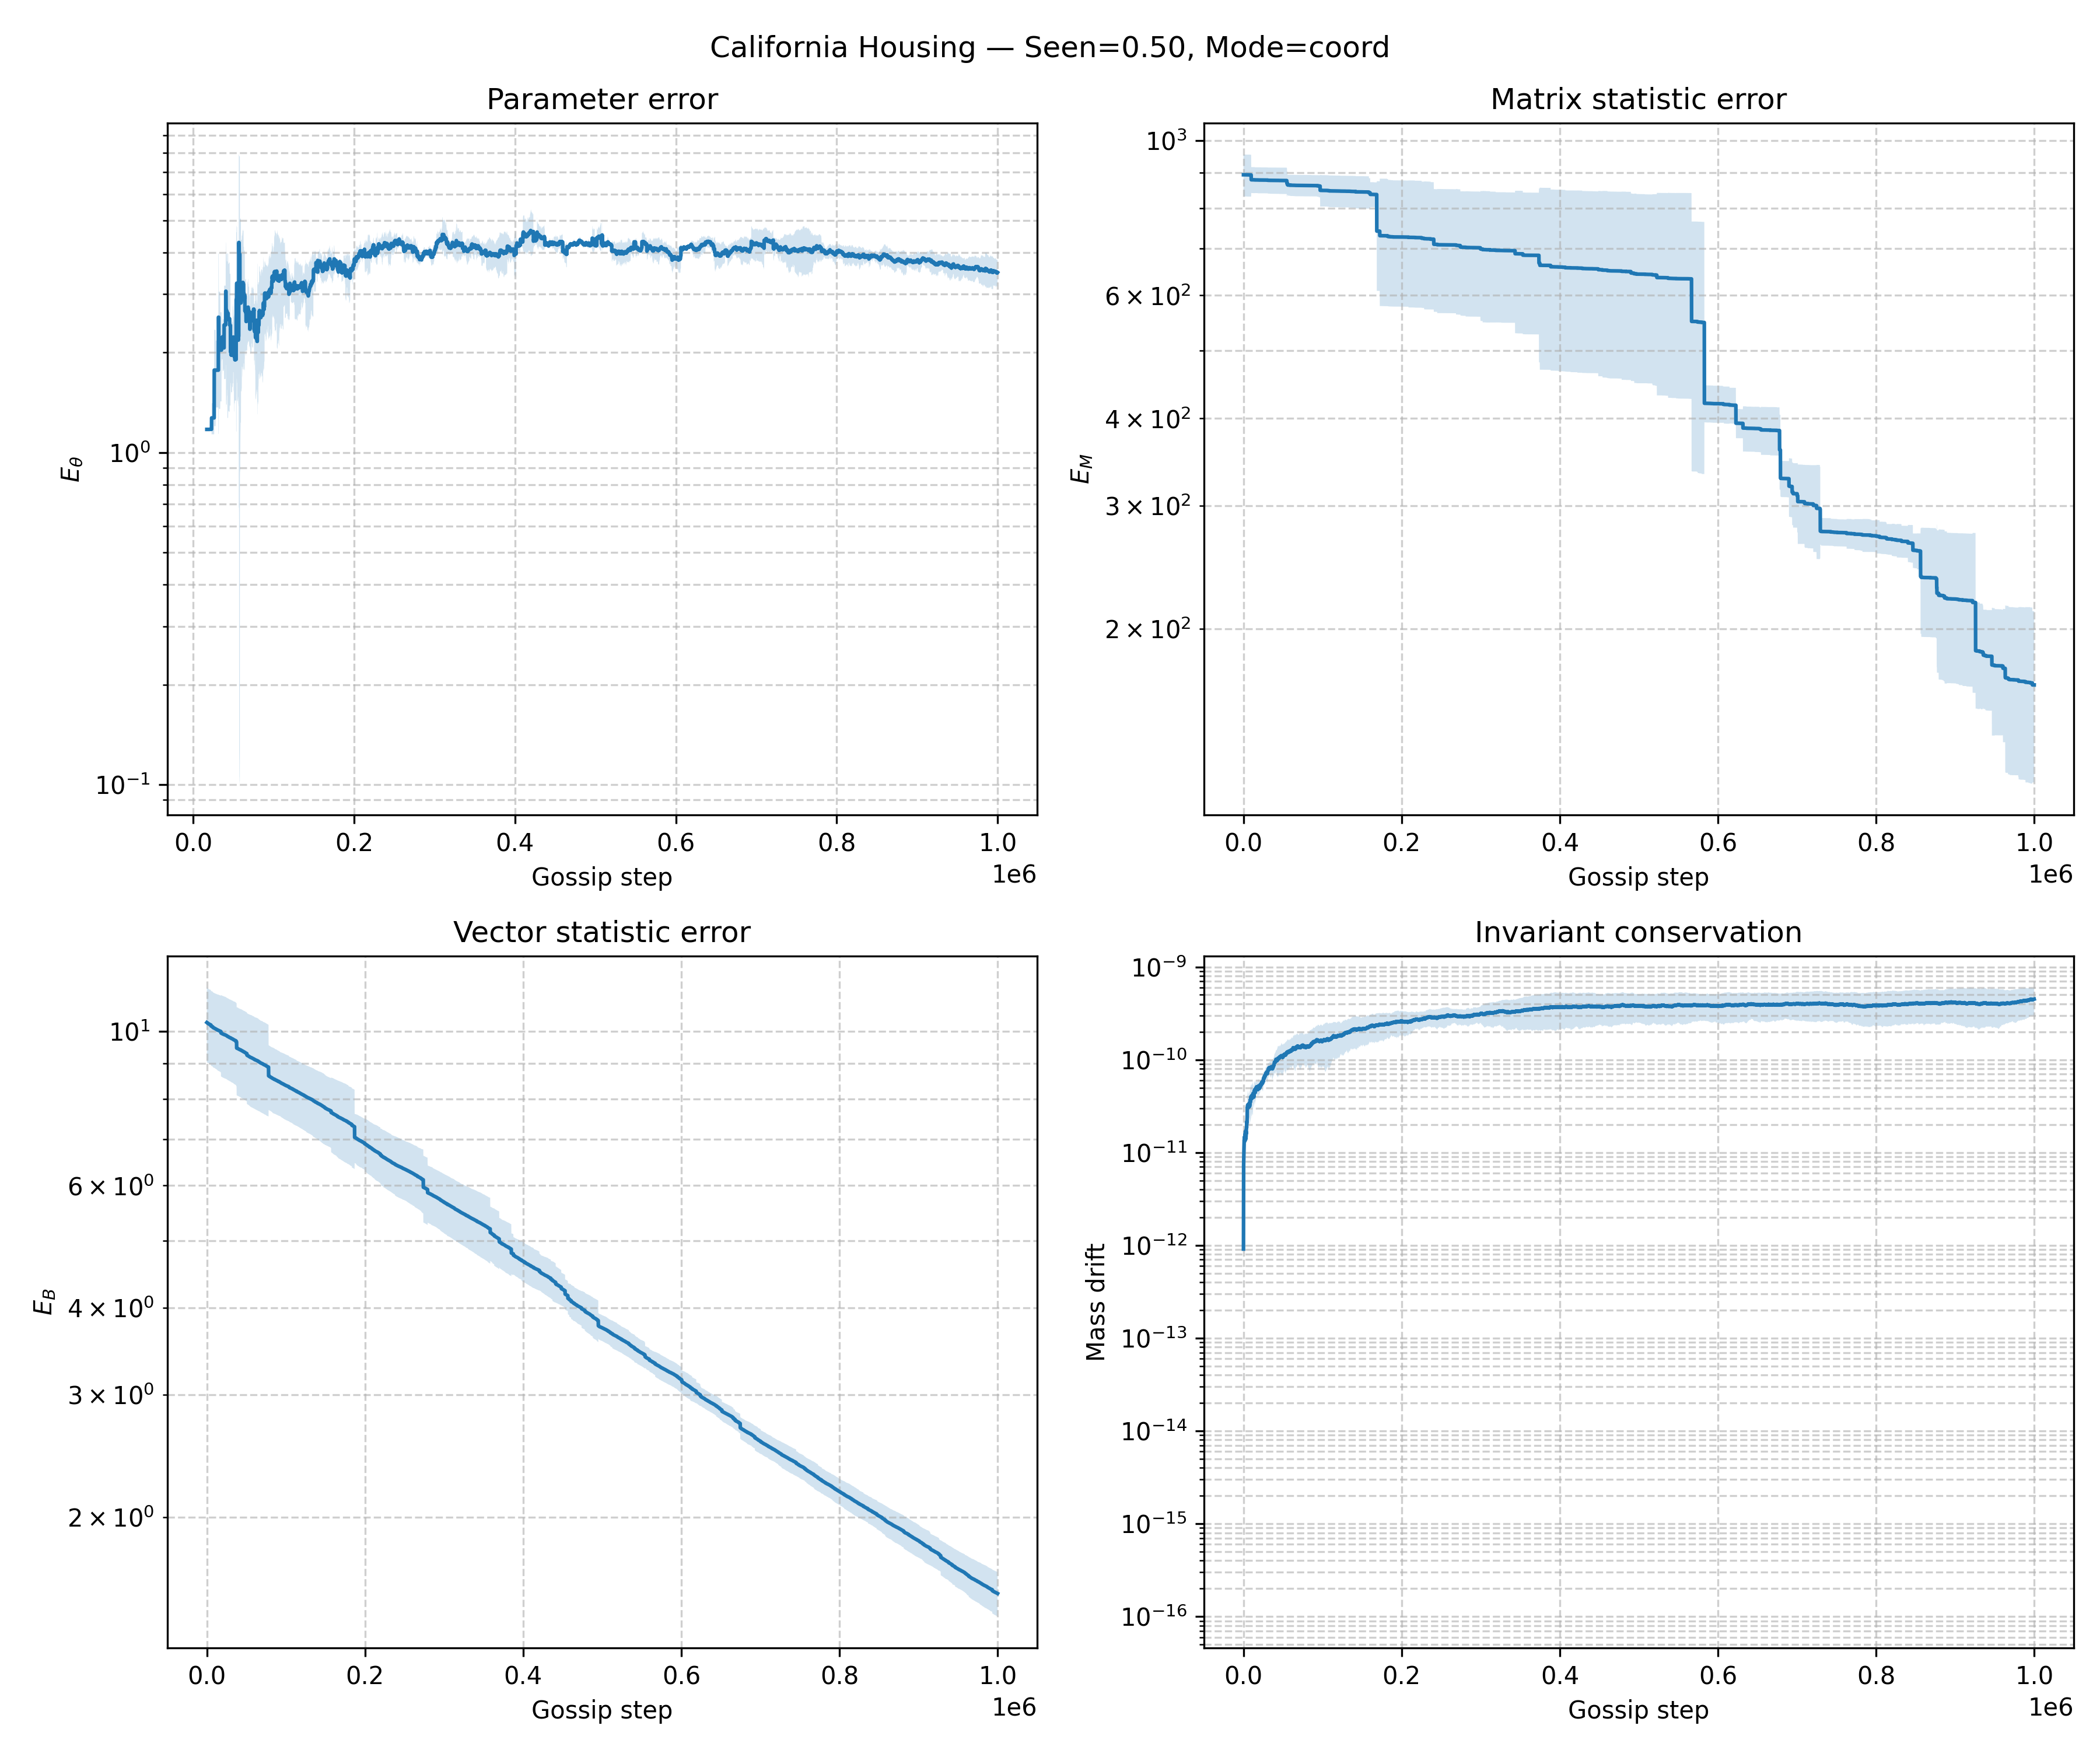 California Housing — Seen=0.50, Mode=coord
Parameter error
E_θ
10^0
10^-1
0.0 0.2 0.4 0.6 0.8 1.0
1e6
Gossip step
Matrix statistic error
E_M
10^3
6 × 10^2
4 × 10^2
3 × 10^2
2 × 10^2
0.0 0.2 0.4 0.6 0.8 1.0
1e6
Gossip step
Vector statistic error
E_B
10^1
6 × 10^0
4 × 10^0
3 × 10^0
2 × 10^0
0.0 0.2 0.4 0.6 0.8 1.0
1e6
Gossip step
Invariant conservation
Mass drift
10^-9
10^-10
10^-11
10^-12
10^-13
10^-14
10^-15
10^-16
0.0 0.2 0.4 0.6 0.8 1.0
1e6
Gossip step